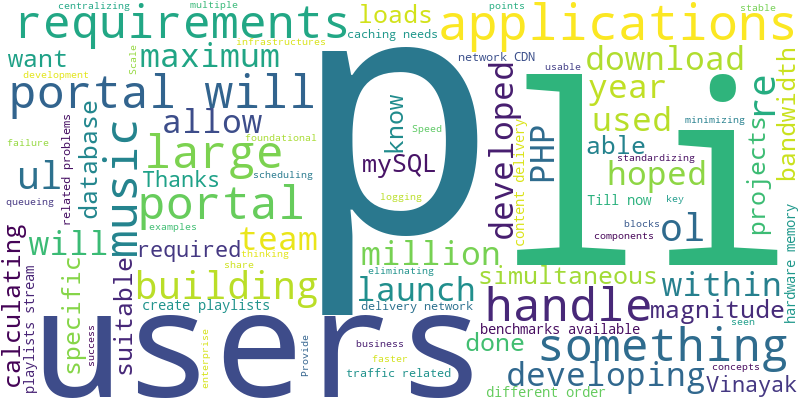 centralizing
multiple
points
stable
requirements
loads
applications
infrastructures
caching needs
want
maximum
Scale
network CDN
download
development
usable
portal will
p
li
year
re
bandwidth
allow
know
Speed
developed
PHP
used
minimizing
database
music
failure
large
foundational
mySQL
content delivery
able
projects
related problems
standardizing
ul
Thanks
scheduling
hoped
queueing
portal
logging
Till now
key
examples
blocks
ol
will
required
team
thinking
million
components
share
eliminating
simultaneous
within
hardware memory
calculating
playlists stream
specific
suitable
building
launch
handle
magnitude
create playlists
delivery network
users
success
enterprise
Provide
business
benchmarks available
seen
done
something
faster
concepts
traffic related
developing
Vinayak
different order